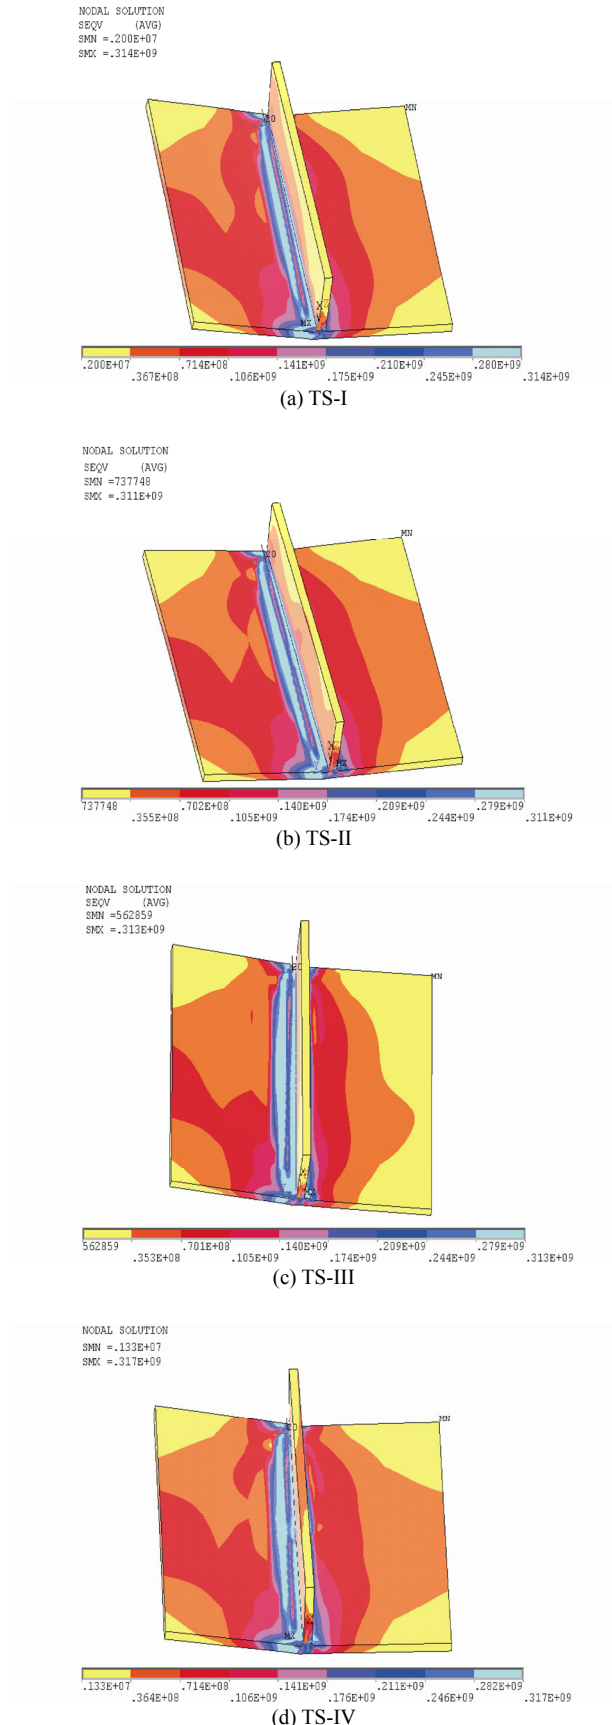 NODAL SOLUTION
SEQV (AVG)
SMN =.200E+07
SMX =.314E+09
MN
20
X
MX
.200E+07 .714E+08 .141E+09 .210E+09 .280E+09
.367E+08 .106E+09 .175E+09 .245E+09 .314E+09
(a) TS-I
NODAL SOLUTION
SEQV (AVG)
SMN =737748
SMX =.311E+09
MN
20
X
MX
737748 .702E+08 .140E+09 .209E+09 .279E+09
.355E+08 .105E+09 .174E+09 .244E+09 .311E+09
(b) TS-II
NODAL SOLUTION
SEQV (AVG)
SMN =562859
SMX =.313E+09
20
MN
X
562859 .701E+08 .140E+09 .209E+09 .279E+09
.353E+08 .105E+09 .174E+09 .244E+09 .313E+09
(c) TS-III
NODAL SOLUTION
SMN =.133E+07
SMX =.317E+09
MN
20
MX
.133E+07 .714E+08 .141E+09 .211E+09 .282E+09
.364E+08 .106E+09 .176E+09 .246E+09 .317E+09
(d) TS-IV